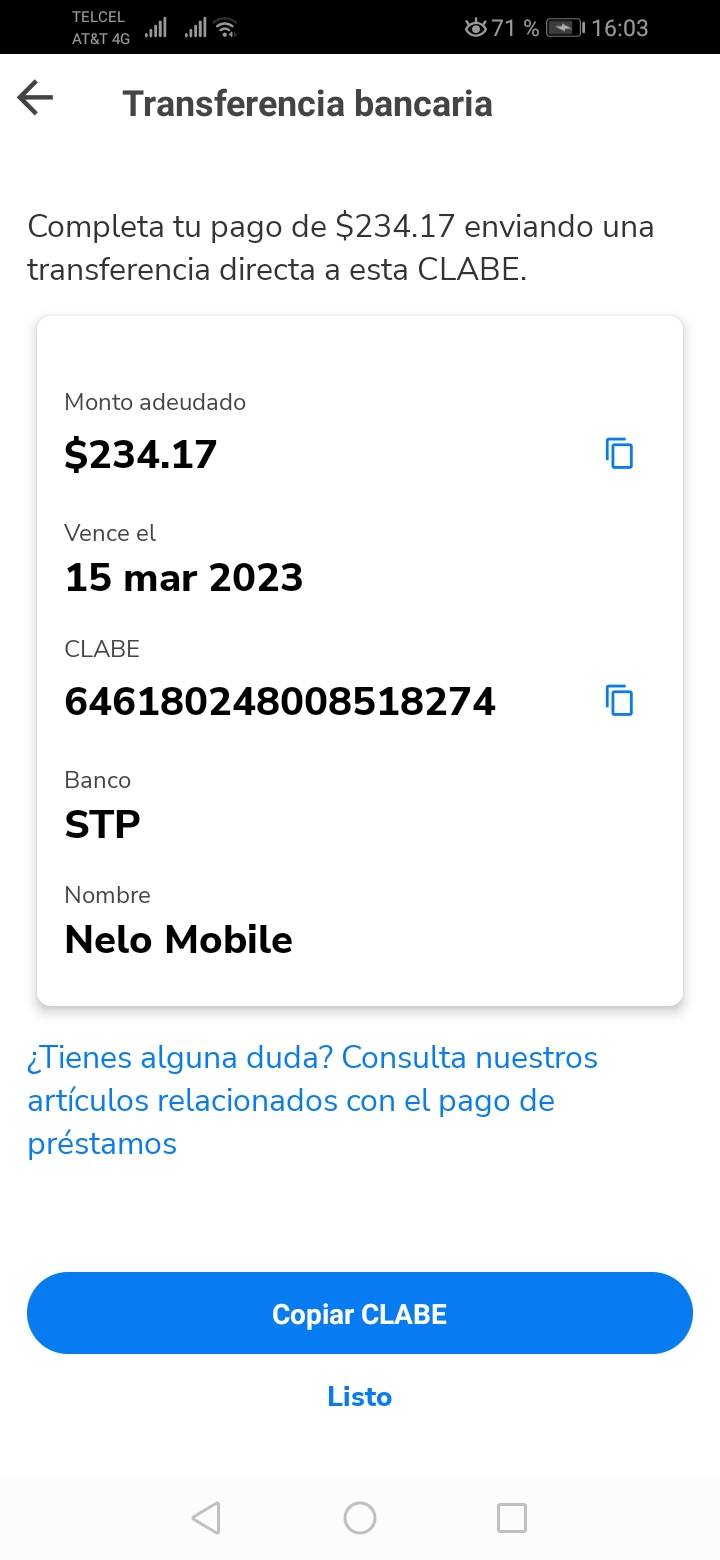 TELCEL
AT&T 4G
71 % 16:03
Transferencia bancaria
Completa tu pago de $234.17 enviando una
transferencia directa a esta CLABE.
Monto adeudado
$234.17
Vence el
15 mar 2023
CLABE
646180248008518274
Banco
STP
Nombre
Nelo Mobile
¿Tienes alguna duda? Consulta nuestros
artículos relacionados con el pago de
préstamos
Copiar CLABE
Listo